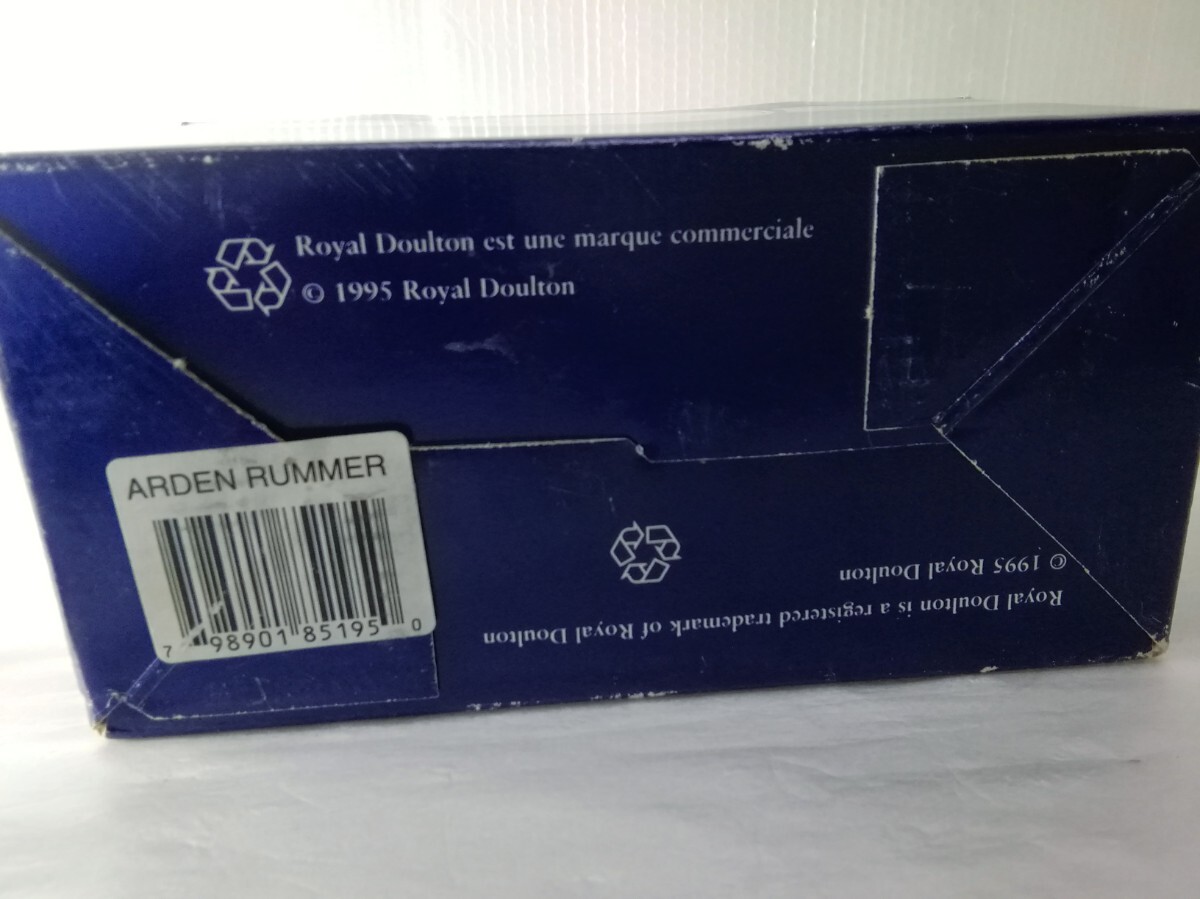 Royal Doulton est une marque commerciale
© 1995 Royal Doulton
ARDEN RUMMER
7 98901 85195 0
Royal Doulton is a registered trademark of Royal Doulton
© 1995 Royal Doulton